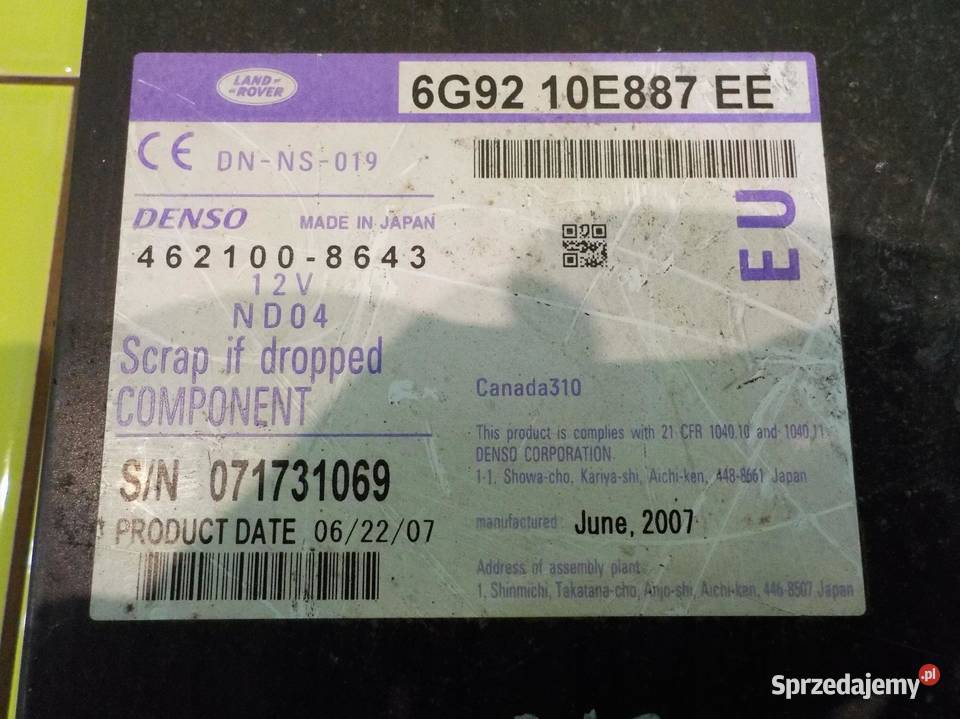 LAND ROVER
6G92 10E887 EE
CE DN-NS-019
DENSO MADE IN JAPAN
462100-8643
12V
ND04
Scrap if dropped
COMPONENT
EU
Canada310
This product is complies with 21 CFR 1040.10 and 1040.11.
DENSO CORPORATION
1-1, Showa-cho, Kariya-shi, Aichi-ken, 448-8661 Japan
S/N 071731069
PRODUCT DATE 06/22/07
manufactured: June, 2007
Address of assembly plant
1, Shinmichi, Takatana-cho, Anjo-shi, Aichi-ken, 446-8507 Japan
Sprzedajemy.pl